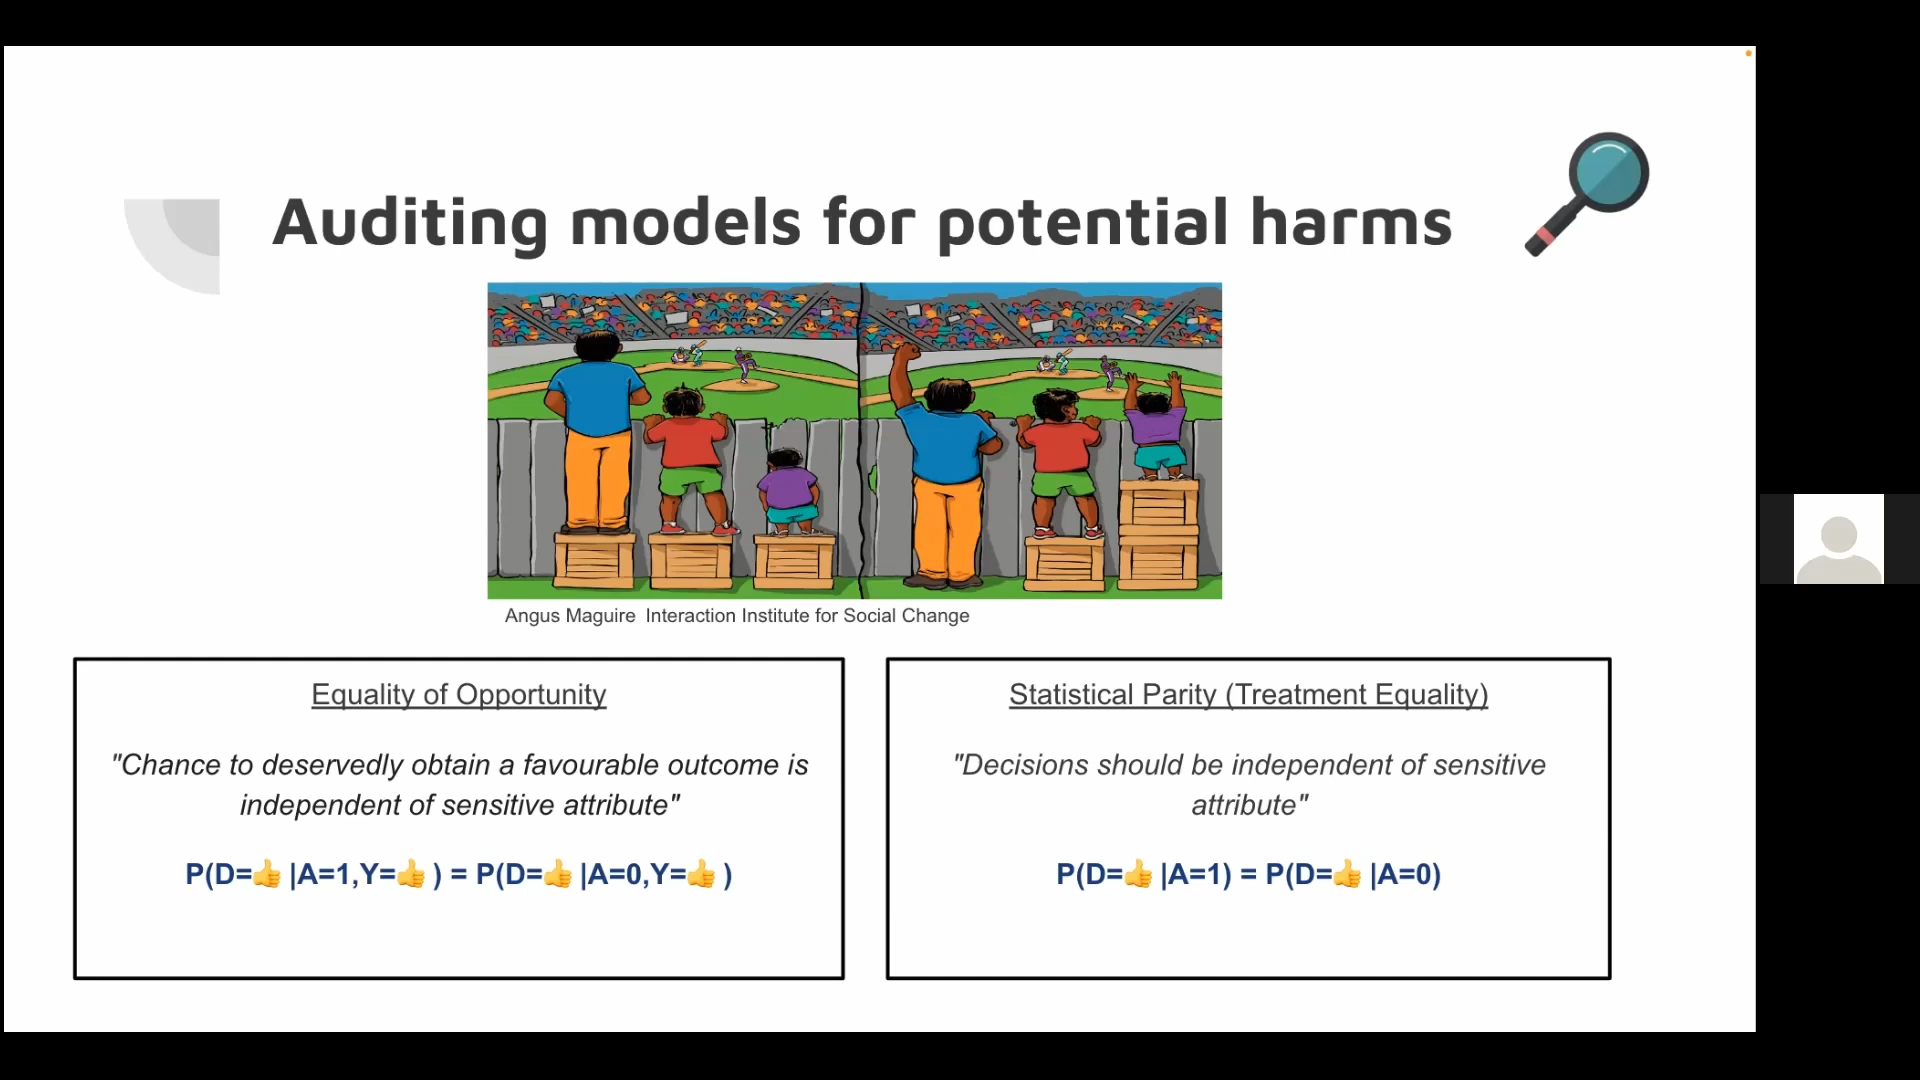 Auditing models for potential harms
Angus Maguire  Interaction Institute for Social Change
Equality of Opportunity
"Chance to deservedly obtain a favourable outcome is
independent of sensitive attribute"
P(D=👍 |A=1,Y=👍 ) = P(D=👍 |A=0,Y=👍 )
Statistical Parity (Treatment Equality)
"Decisions should be independent of sensitive
attribute"
P(D=👍 |A=1) = P(D=👍 |A=0)